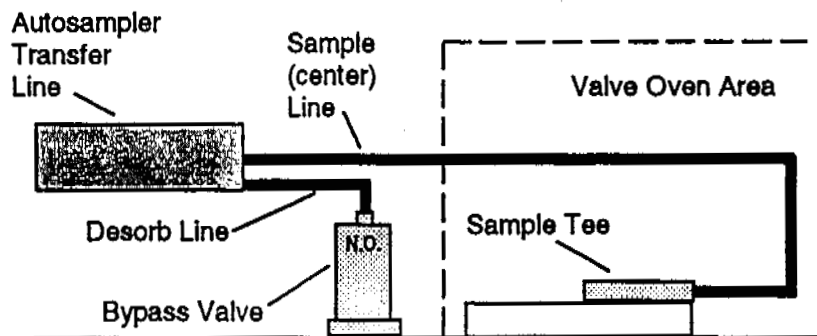 Autosampler
Transfer
Line
Sample
(center)
Line
Valve Oven Area
Desorb Line
Sample Tee
N.O.
Bypass Valve